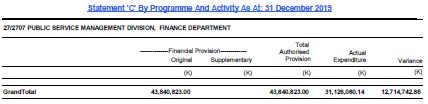 Statement 'C' By Programme And Activity As At: 31 December 2019
27/2707 PUBLIC SERVICE MANAGEMENT DIVISION, FINANCE DEPARTMENT
---------------Financial Provision--------------- Total Authorised Provision Actual Expenditure Variance
Original Supplementary
(K) (K) (K) (K) (K)
GrandTotal 43,840,823.00 43,840,823.00 31,126,080.14 12,714,742.86